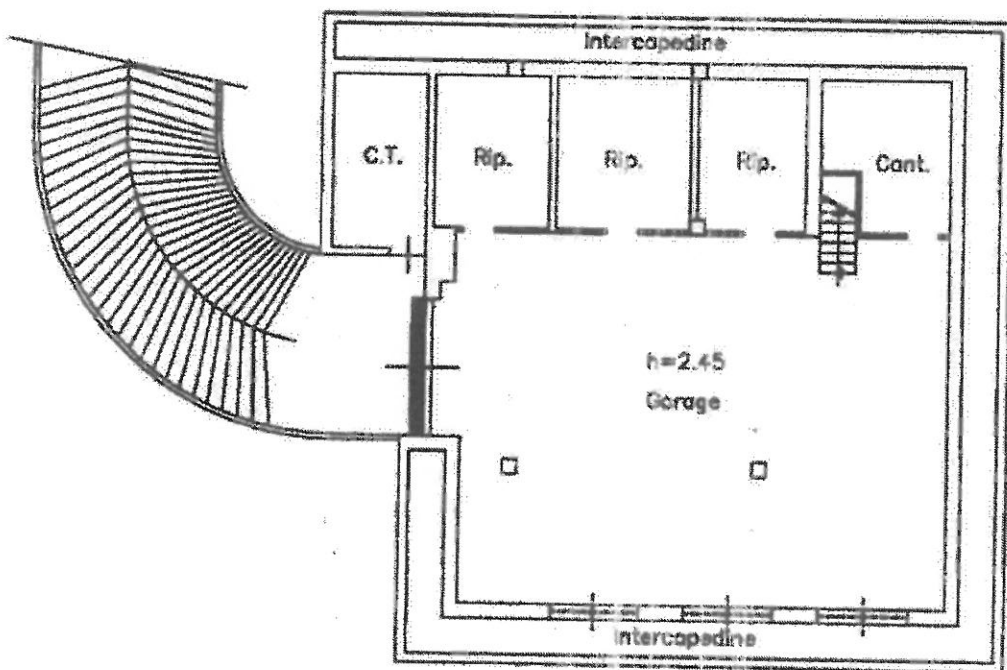 Intercapedine
C.T.
Rip.
Rip.
Rip.
Cant.
h=2.45
Garage
Intercapedine